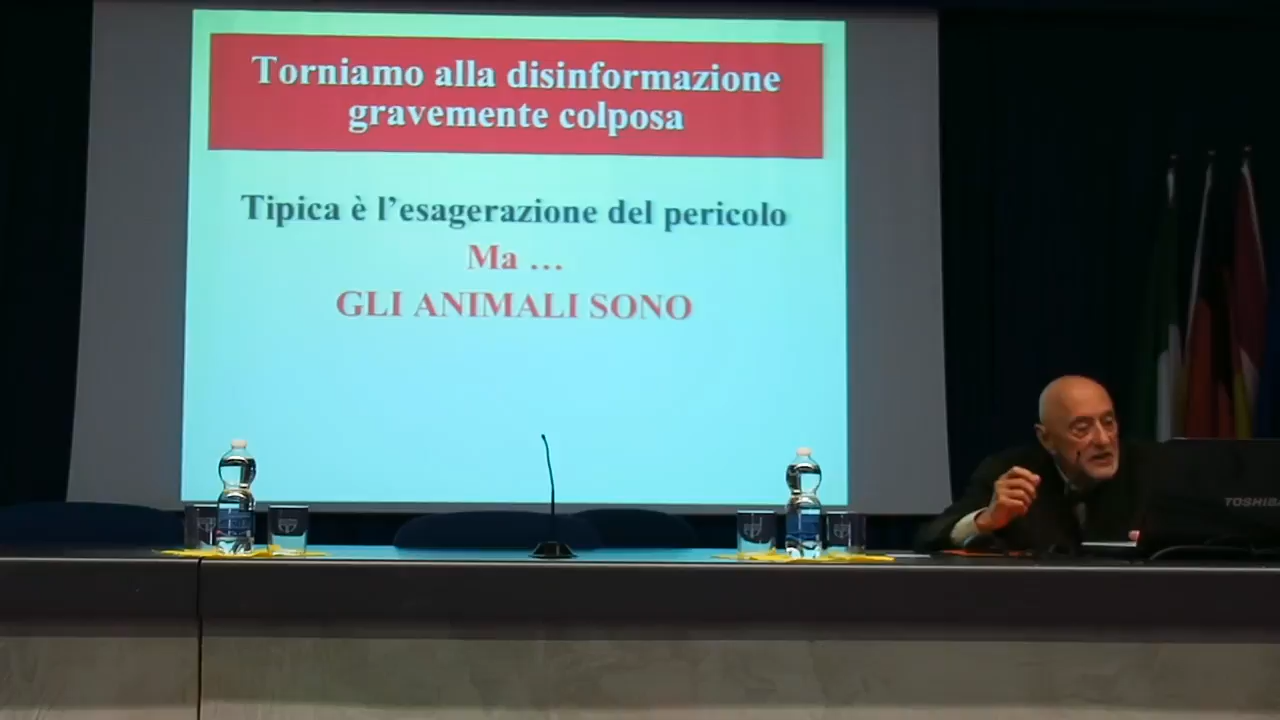 Torniamo alla disinformazione
gravemente colposa
Tipica è l'esagerazione del pericolo
Ma ...
GLI ANIMALI SONO
TOSHIBA